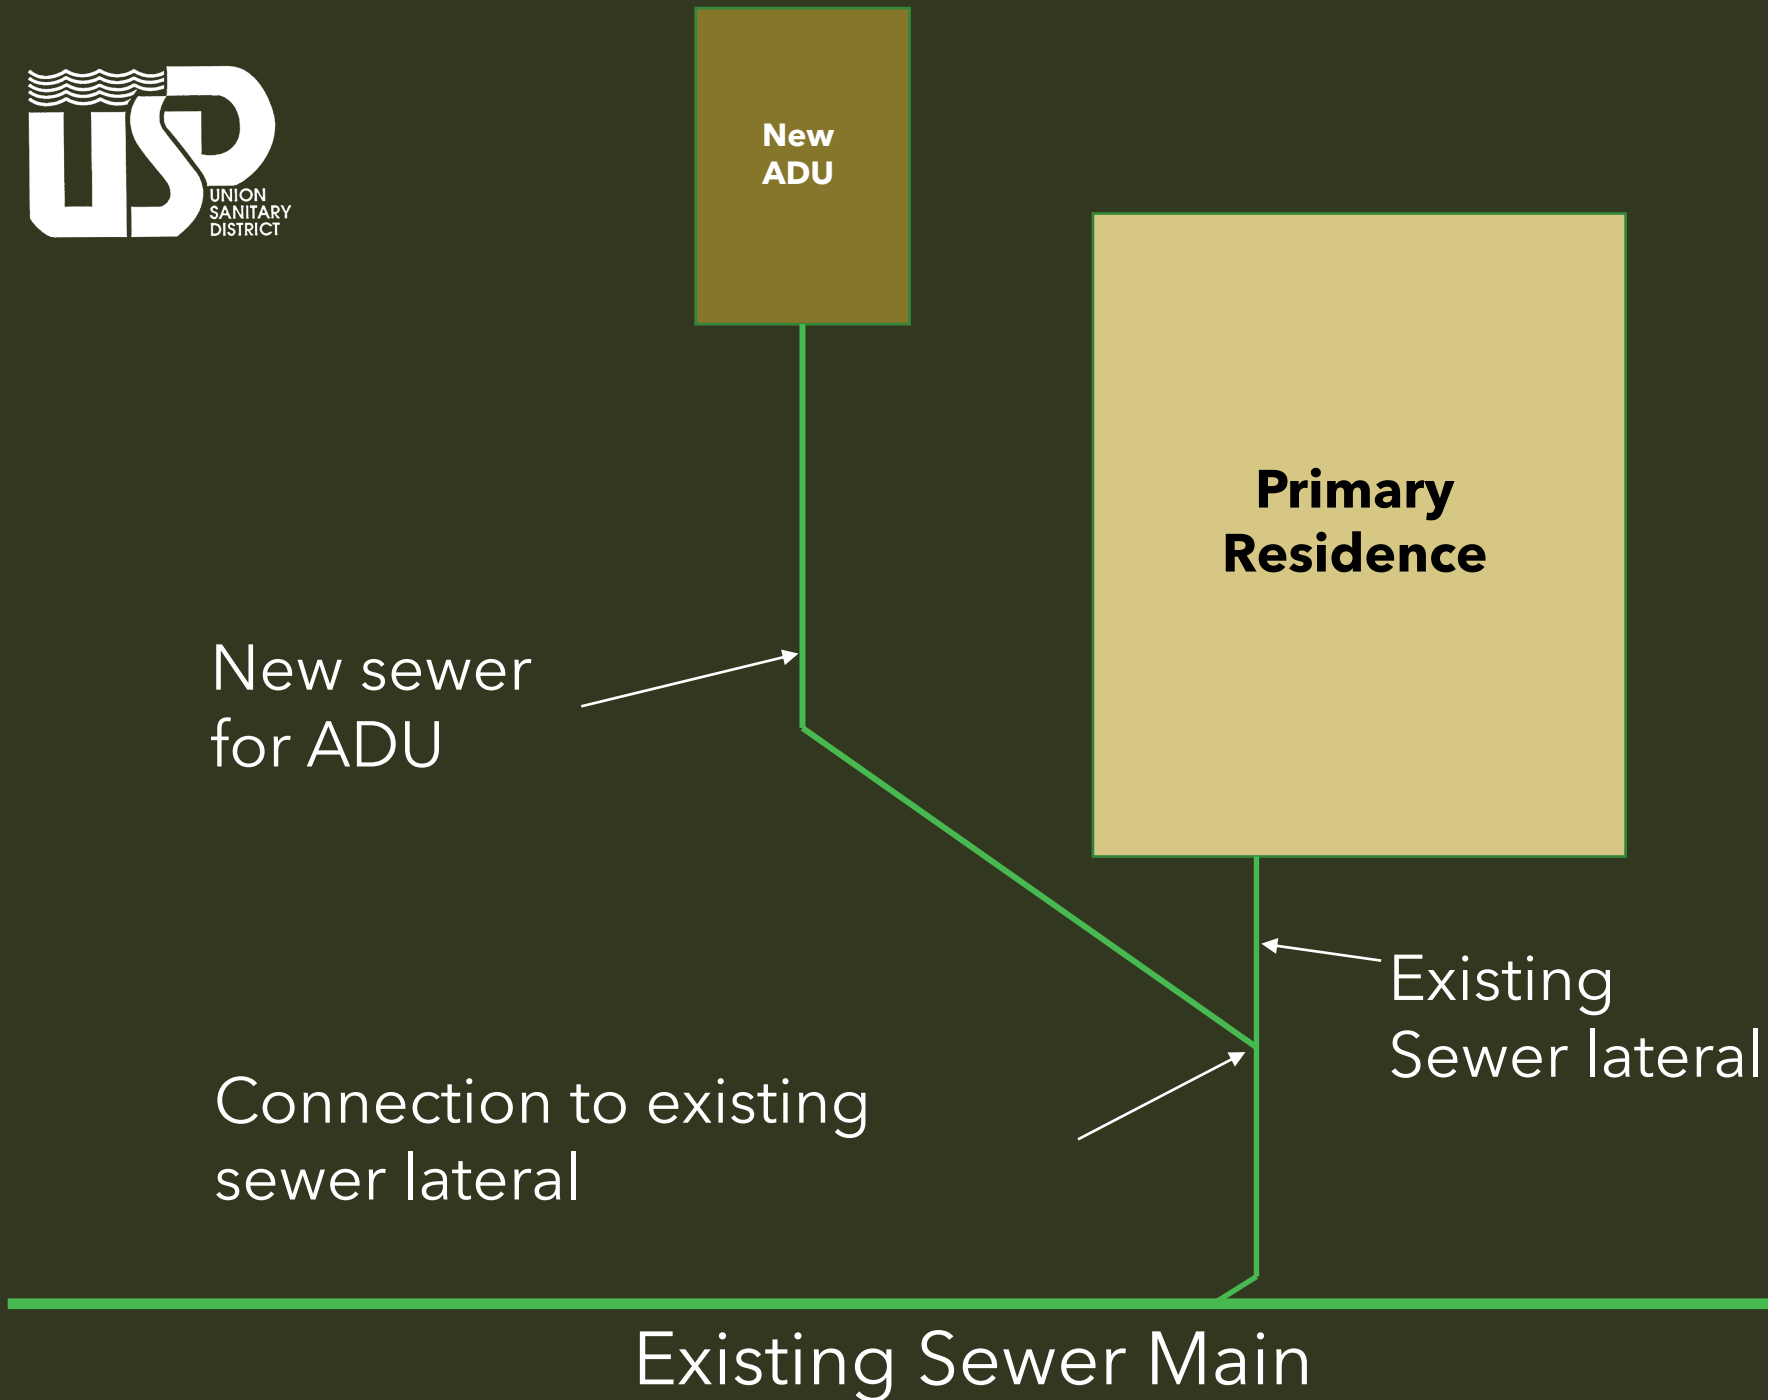 USD
UNION
SANITARY
DISTRICT
New
ADU
Primary
Residence
New sewer
for ADU
Existing
Sewer lateral
Connection to existing
sewer lateral
Existing Sewer Main